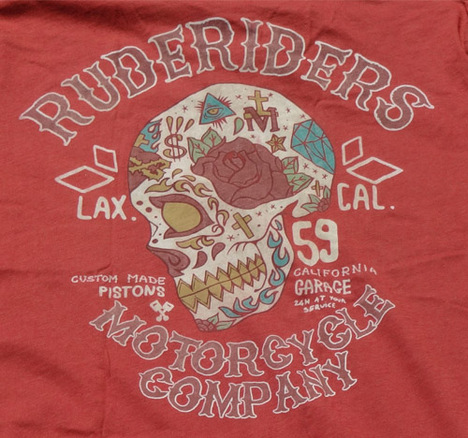 RUDERIDERS
$
M
LAX.
CAL.
59
CUSTOM MADE
PISTONS
CALIFORNIA
GARAGE
24H AT YOUR
SERVICE
MOTORCYCLE
COMPANY